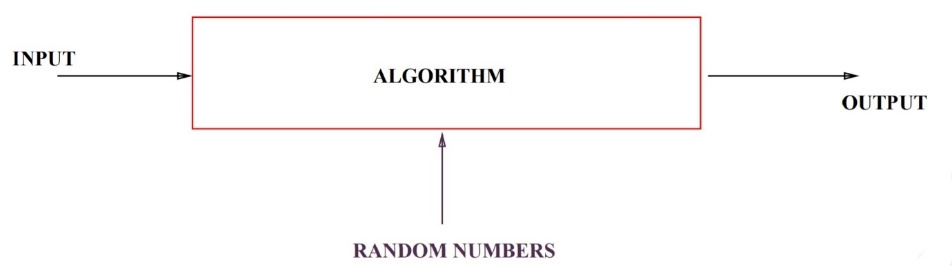 INPUT
ALGORITHM
OUTPUT
RANDOM NUMBERS